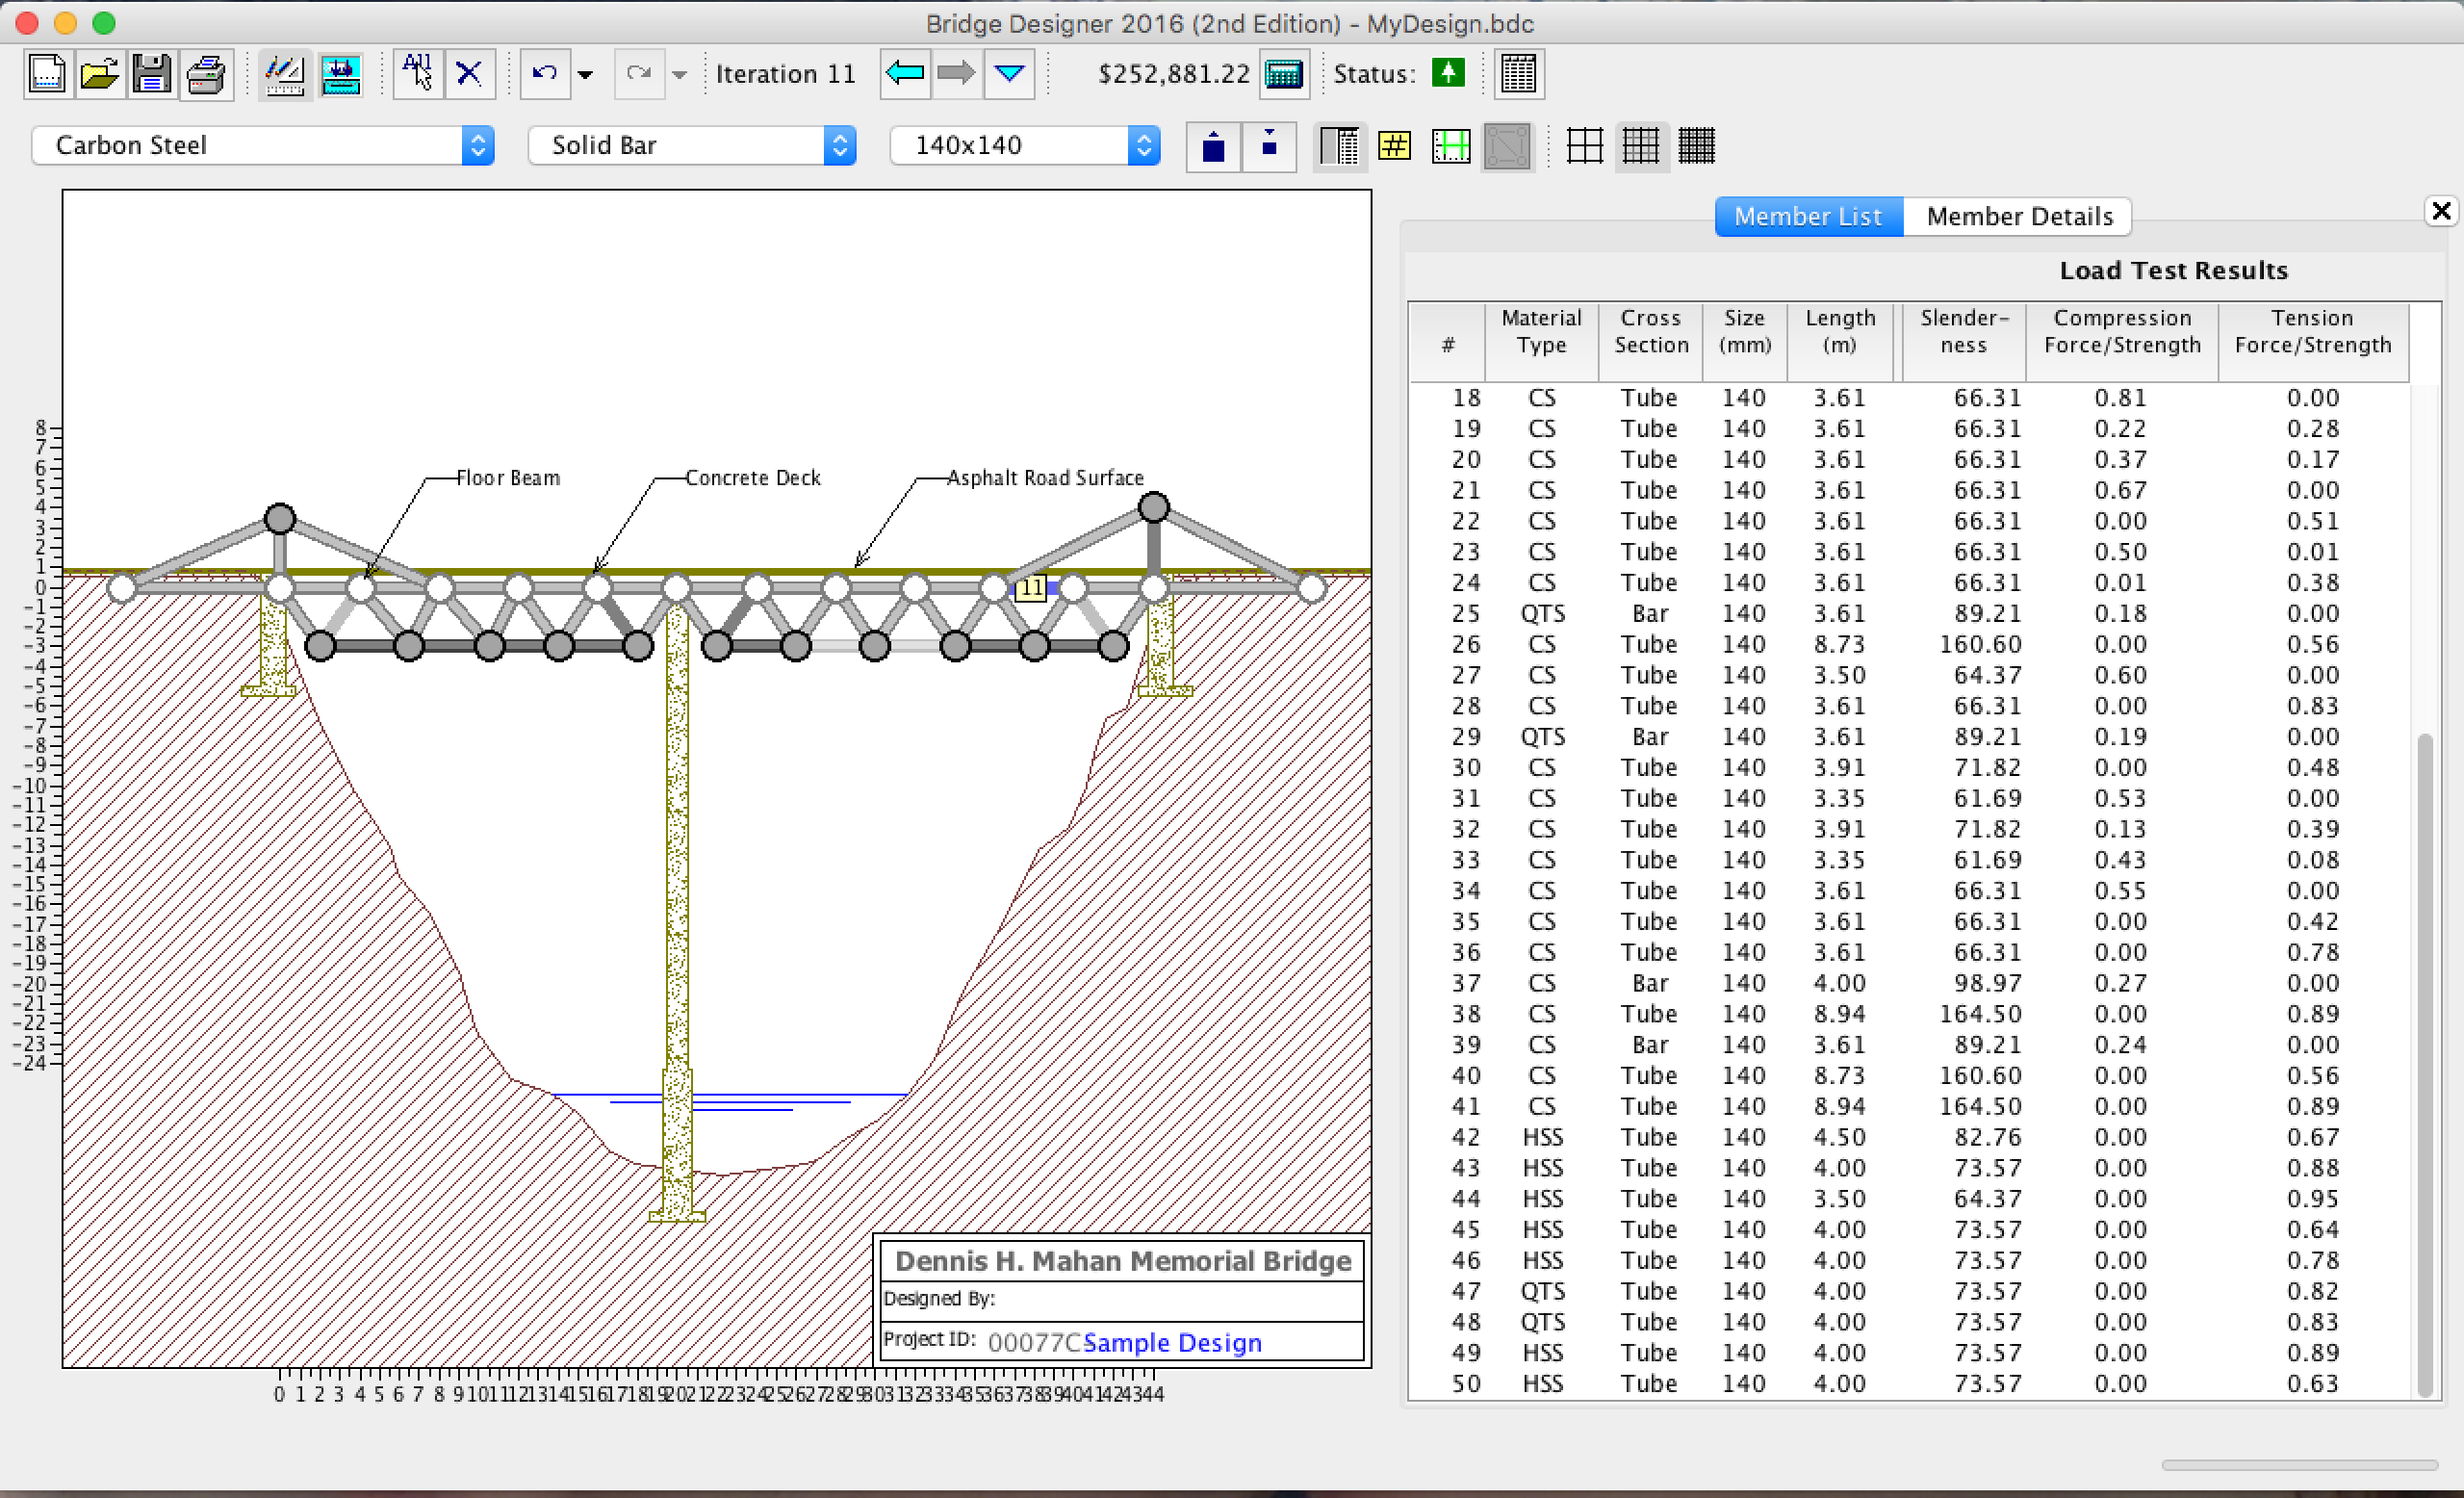 Bridge Designer 2016 (2nd Edition) - MyDesign.bdc
All Iteration 11 $252,881.22 Status:
Carbon Steel Solid Bar 140x140 #
Member List Member Details
Load Test Results
# Material Type Cross Section Size (mm) Length (m) Slender-ness Compression Force/Strength Tension Force/Strength
18 CS Tube 140 3.61 66.31 0.81 0.00
19 CS Tube 140 3.61 66.31 0.22 0.28
20 CS Tube 140 3.61 66.31 0.37 0.17
21 CS Tube 140 3.61 66.31 0.67 0.00
22 CS Tube 140 3.61 66.31 0.00 0.51
23 CS Tube 140 3.61 66.31 0.50 0.01
24 CS Tube 140 3.61 66.31 0.01 0.38
25 QTS Bar 140 3.61 89.21 0.18 0.00
26 CS Tube 140 8.73 160.60 0.00 0.56
27 CS Tube 140 3.50 64.37 0.60 0.00
28 CS Tube 140 3.61 66.31 0.00 0.83
29 QTS Bar 140 3.61 89.21 0.19 0.00
30 CS Tube 140 3.91 71.82 0.00 0.48
31 CS Tube 140 3.35 61.69 0.53 0.00
32 CS Tube 140 3.91 71.82 0.13 0.39
33 CS Tube 140 3.35 61.69 0.43 0.08
34 CS Tube 140 3.61 66.31 0.55 0.00
35 CS Tube 140 3.61 66.31 0.00 0.42
36 CS Tube 140 3.61 66.31 0.00 0.78
37 CS Bar 140 4.00 98.97 0.27 0.00
38 CS Tube 140 8.94 164.50 0.00 0.89
39 CS Bar 140 3.61 89.21 0.24 0.00
40 CS Tube 140 8.73 160.60 0.00 0.56
41 CS Tube 140 8.94 164.50 0.00 0.89
42 HSS Tube 140 4.50 82.76 0.00 0.67
43 HSS Tube 140 4.00 73.57 0.00 0.88
44 HSS Tube 140 3.50 64.37 0.00 0.95
45 HSS Tube 140 4.00 73.57 0.00 0.64
46 HSS Tube 140 4.00 73.57 0.00 0.78
47 QTS Tube 140 4.00 73.57 0.00 0.82
48 QTS Tube 140 4.00 73.57 0.00 0.83
49 HSS Tube 140 4.00 73.57 0.00 0.89
50 HSS Tube 140 4.00 73.57 0.00 0.63
Floor Beam
Concrete Deck
Asphalt Road Surface
11
8
7
6
5
4
3
2
1
0
-1
-2
-3
-4
-5
-6
-7
-8
-9
-10
-11
-12
-13
-14
-15
-16
-17
-18
-19
-20
-21
-22
-23
-24
Dennis H. Mahan Memorial Bridge
Designed By:
Project ID: 00077C Sample Design
0 1 2 3 4 5 6 7 8 9 10 11 12 13 14 15 16 17 18 19 20 21 22 23 24 25 26 27 28 29 30 31 32 33 34 35 36 37 38 39 40 41 42 43 44